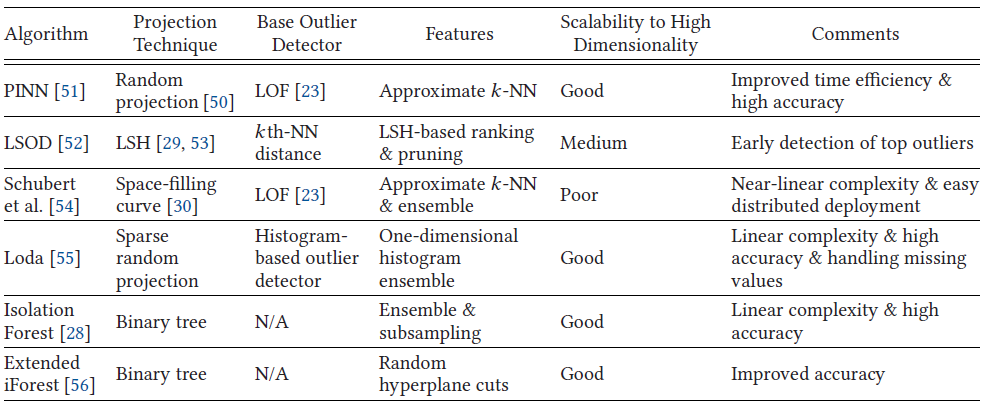 Algorithm
Projection
Technique
Base Outlier
Detector
Features
Scalability to High
Dimensionality
Comments
PINN [51]
Random
projection [50]
LOF [23]
Approximate k-NN
Good
Improved time efficiency &
high accuracy
LSOD [52]
LSH [29, 53]
kth-NN
distance
LSH-based ranking
& pruning
Medium
Early detection of top outliers
Schubert
et al. [54]
Space-filling
curve [30]
LOF [23]
Approximate k-NN
& ensemble
Poor
Near-linear complexity & easy
distributed deployment
Loda [55]
Sparse
random
projection
Histogram-
based outlier
detector
One-dimensional
histogram
ensemble
Good
Linear complexity & high
accuracy & handling missing
values
Isolation
Forest [28]
Binary tree
N/A
Ensemble &
subsampling
Good
Linear complexity & high
accuracy
Extended
iForest [56]
Binary tree
N/A
Random
hyperplane cuts
Good
Improved accuracy